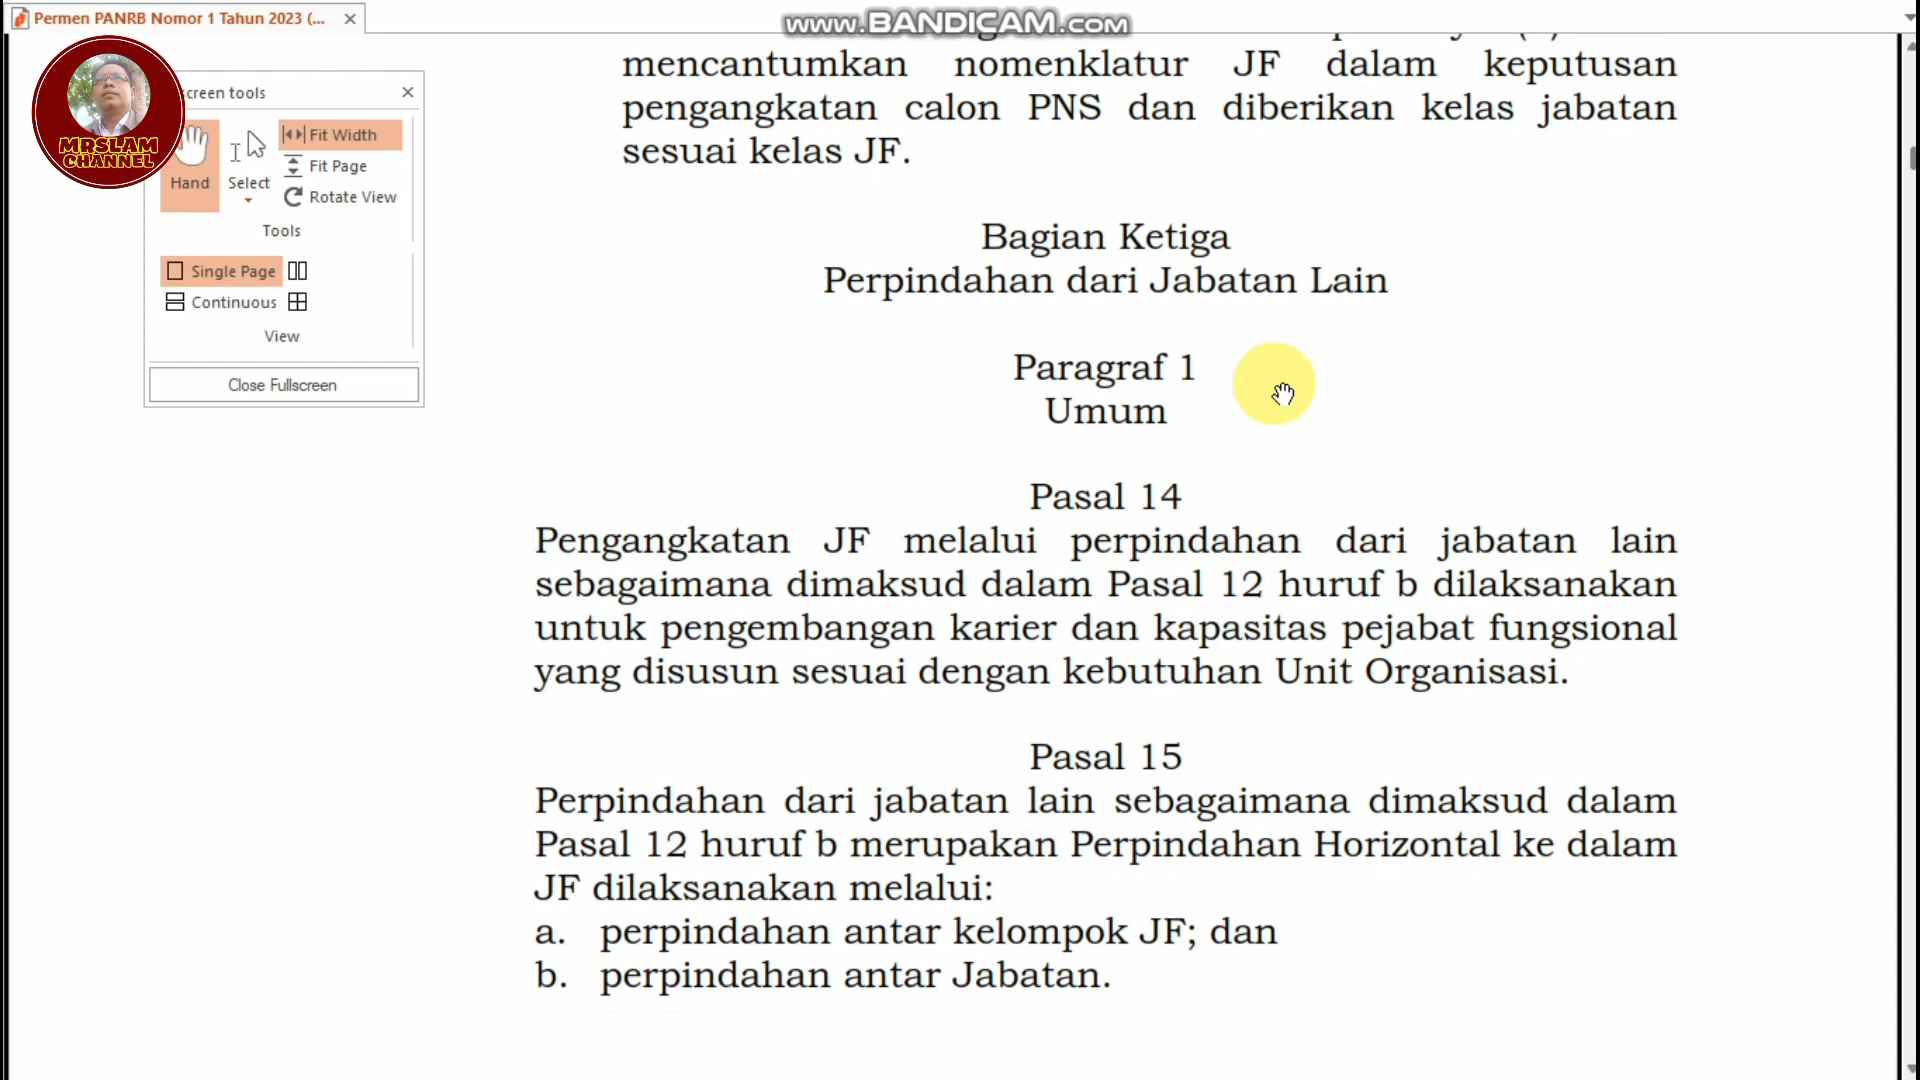 Permen PANRB Nomor 1 Tahun 2023 (...
www.BANDICAM.com
MRSLAM
CHANNEL
creen tools
Hand
Select
Fit Width
Fit Page
Rotate View
Tools
Single Page
Continuous
View
Close Fullscreen
mencantumkan nomenklatur JF dalam keputusan
pengangkatan calon PNS dan diberikan kelas jabatan
sesuai kelas JF.
Bagian Ketiga
Perpindahan dari Jabatan Lain
Paragraf 1
Umum
Pasal 14
Pengangkatan JF melalui perpindahan dari jabatan lain
sebagaimana dimaksud dalam Pasal 12 huruf b dilaksanakan
untuk pengembangan karier dan kapasitas pejabat fungsional
yang disusun sesuai dengan kebutuhan Unit Organisasi.
Pasal 15
Perpindahan dari jabatan lain sebagaimana dimaksud dalam
Pasal 12 huruf b merupakan Perpindahan Horizontal ke dalam
JF dilaksanakan melalui:
a. perpindahan antar kelompok JF; dan
b. perpindahan antar Jabatan.